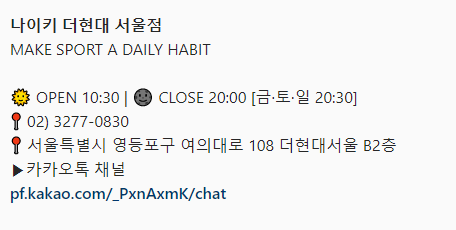 나이키 더현대 서울점
MAKE SPORT A DAILY HABIT
🌞 OPEN 10:30 | 🌚 CLOSE 20:00 [금·토·일 20:30]
📍02) 3277-0830
📍서울특별시 영등포구 여의대로 108 더현대서울 B2층
▶카카오톡 채널
pf.kakao.com/_PxnAxmK/chat